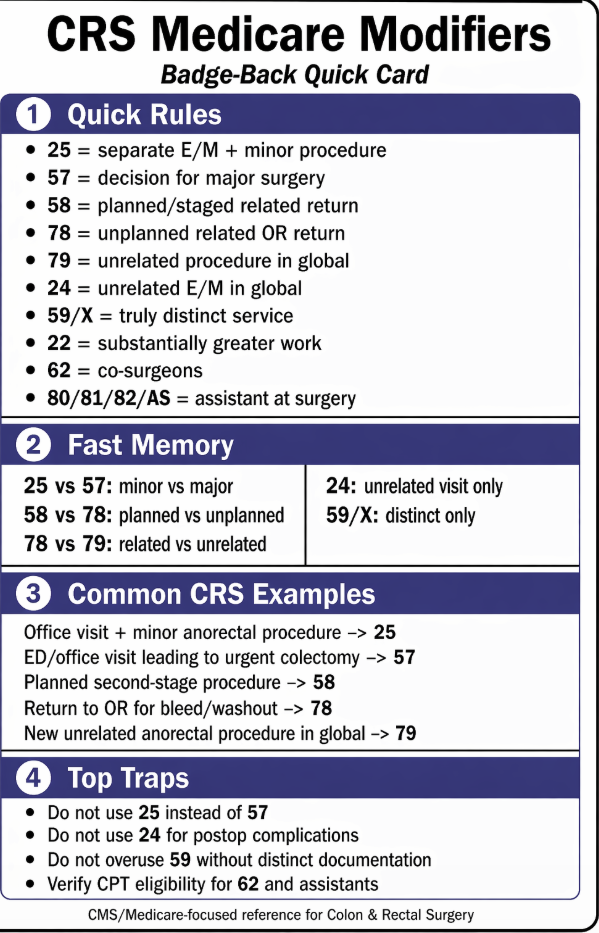 CRS Medicare Modifiers
Badge-Back Quick Card
1 Quick Rules
• 25 = separate E/M + minor procedure
• 57 = decision for major surgery
• 58 = planned/staged related return
• 78 = unplanned related OR return
• 79 = unrelated procedure in global
• 24 = unrelated E/M in global
• 59/X = truly distinct service
• 22 = substantially greater work
• 62 = co-surgeons
• 80/81/82/AS = assistant at surgery
2 Fast Memory
25 vs 57: minor vs major
58 vs 78: planned vs unplanned
78 vs 79: related vs unrelated
24: unrelated visit only
59/X: distinct only
3 Common CRS Examples
Office visit + minor anorectal procedure –> 25
ED/office visit leading to urgent colectomy –> 57
Planned second-stage procedure –> 58
Return to OR for bleed/washout –> 78
New unrelated anorectal procedure in global –> 79
4 Top Traps
• Do not use 25 instead of 57
• Do not use 24 for postop complications
• Do not overuse 59 without distinct documentation
• Verify CPT eligibility for 62 and assistants
CMS/Medicare-focused reference for Colon & Rectal Surgery